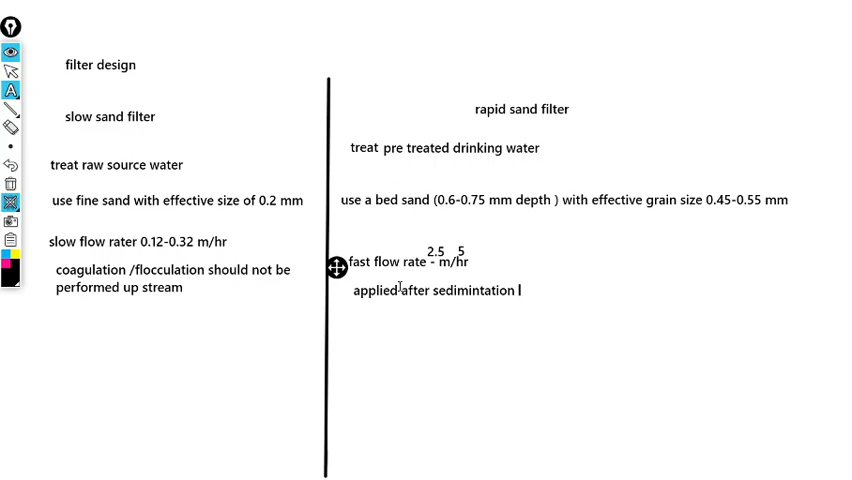 filter design
slow sand filter
treat raw source water
use fine sand with effective size of 0.2 mm
slow flow rater 0.12-0.32 m/hr
coagulation /flocculation should not be
performed up stream
rapid sand filter
treat pre treated drinking water
use a bed sand (0.6-0.75 mm depth ) with effective grain size 0.45-0.55 mm
2.5 5
fast flow rate - m/hr
applied after sedimintation